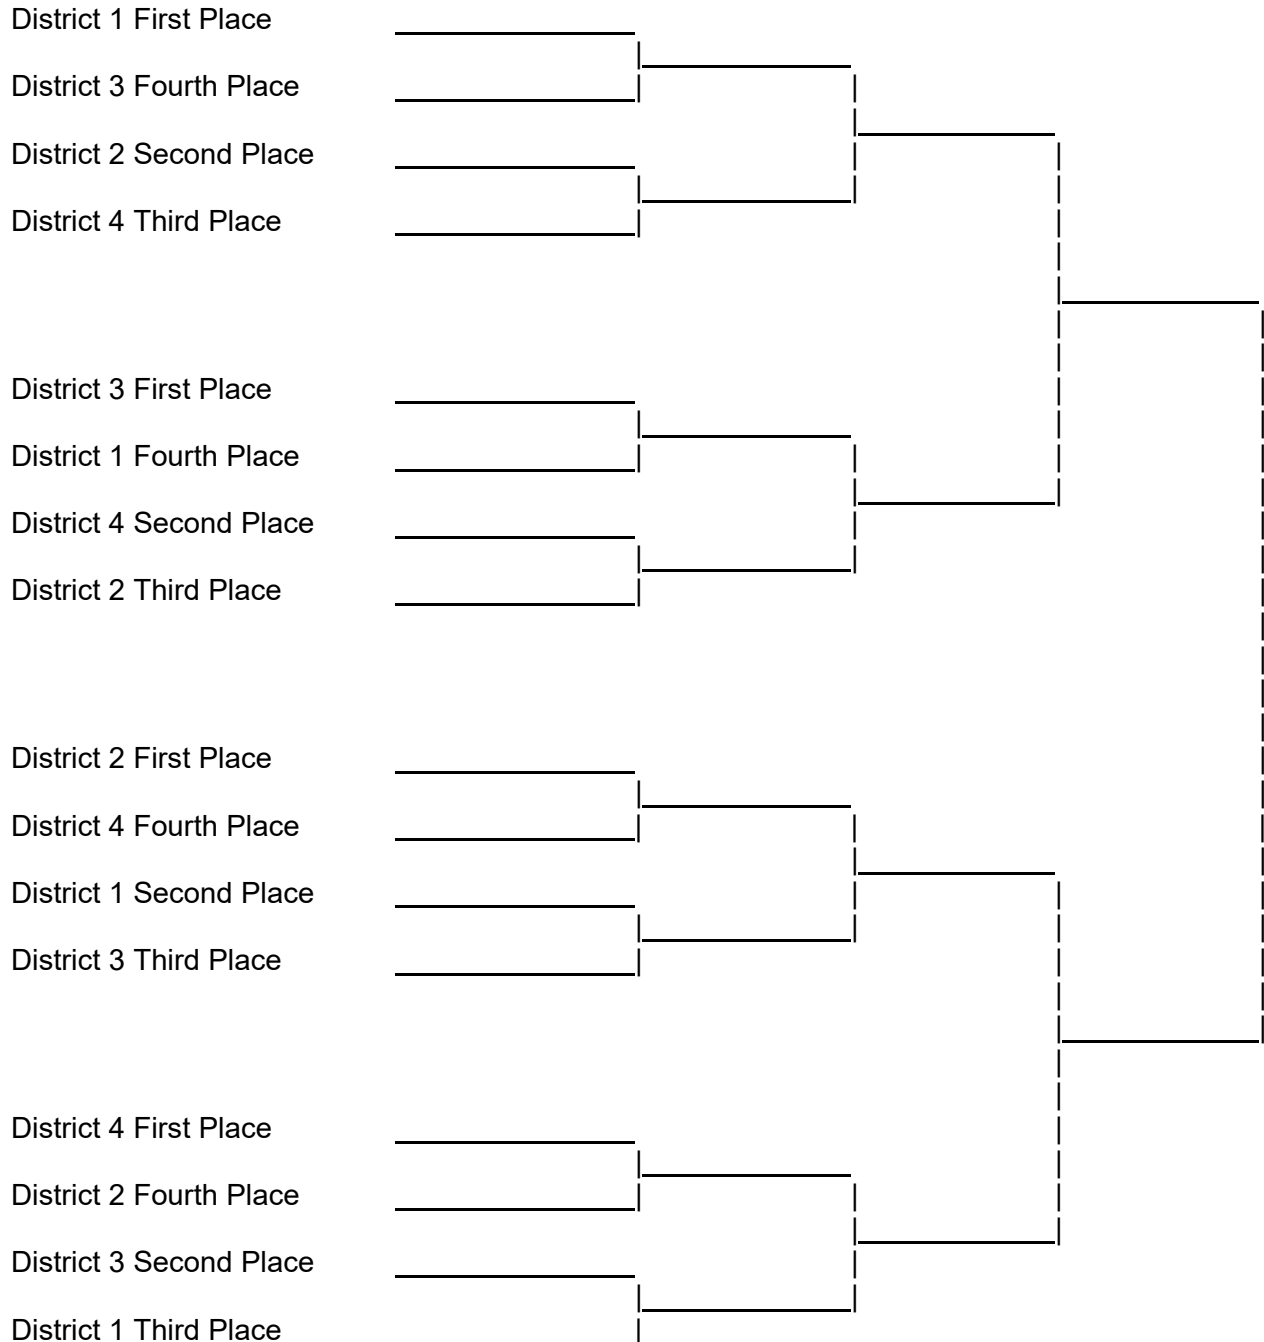 District 1 First Place
District 3 Fourth Place
District 2 Second Place
District 4 Third Place
District 3 First Place
District 1 Fourth Place
District 4 Second Place
District 2 Third Place
District 2 First Place
District 4 Fourth Place
District 1 Second Place
District 3 Third Place
District 4 First Place
District 2 Fourth Place
District 3 Second Place
District 1 Third Place